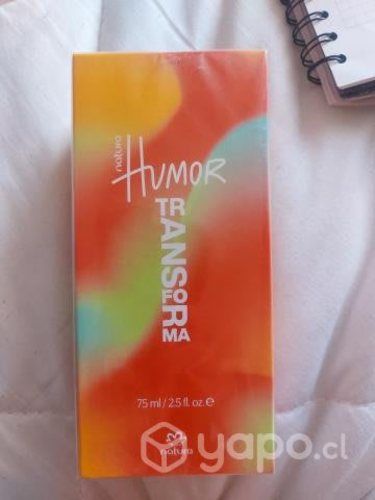 natura
HUMOR
TR
ANS
FO
RMA
75 ml / 2.5 fl. oz. e
natura
yapo.cl